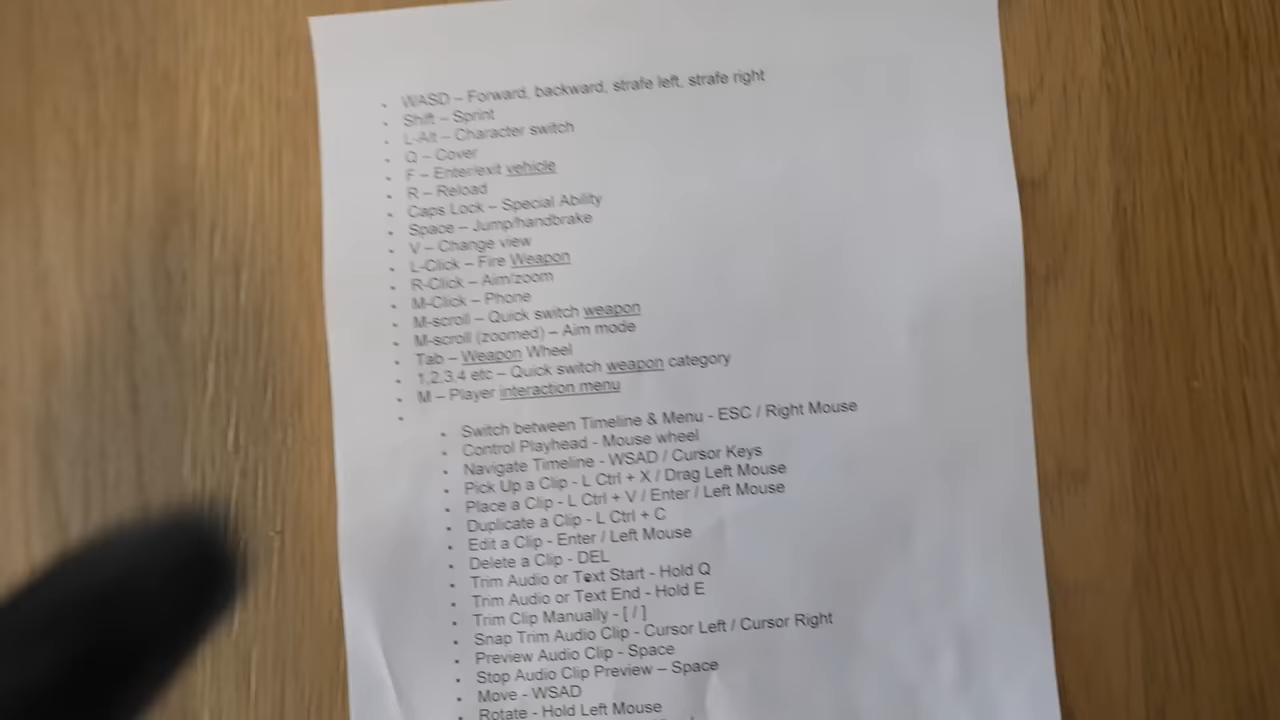 WASD – Forward, backward, strafe left, strafe right
Shift – Sprint
L-Alt – Character switch
Q – Cover
F – Enter/exit vehicle
R – Reload
Caps Lock – Special Ability
Space – Jump/handbrake
V – Change view
L-Click – Fire Weapon
R-Click – Aim/zoom
M-Click – Phone
M-scroll – Quick switch weapon
M-scroll (zoomed) – Aim mode
Tab – Weapon Wheel
1,2,3,4 etc – Quick switch weapon category
M – Player interaction menu
Switch between Timeline & Menu - ESC / Right Mouse
Control Playhead - Mouse wheel
Navigate Timeline - WSAD / Cursor Keys
Pick Up a Clip - L Ctrl + X / Drag Left Mouse
Place a Clip - L Ctrl + V / Enter / Left Mouse
Duplicate a Clip - L Ctrl + C
Edit a Clip - Enter / Left Mouse
Delete a Clip - DEL
Trim Audio or Text Start - Hold Q
Trim Audio or Text End - Hold E
Trim Clip Manually - [ / ]
Snap Trim Audio Clip - Cursor Left / Cursor Right
Preview Audio Clip - Space
Stop Audio Clip Preview – Space
Move - WSAD
Rotate - Hold Left Mouse